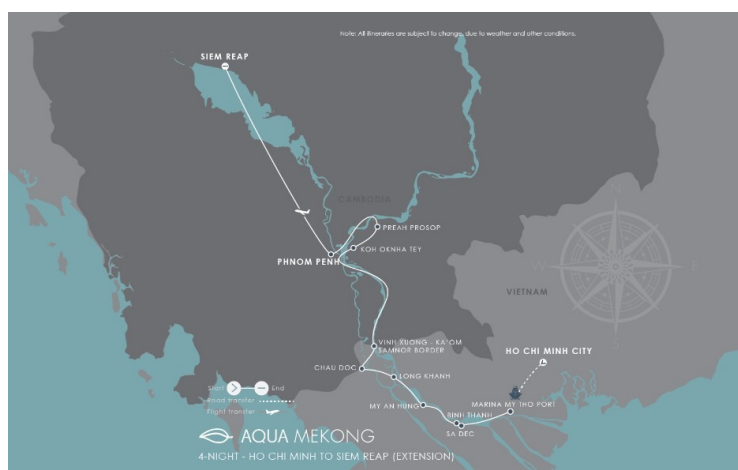 Note: All itineraries are subject to change, due to weather and other conditions.
SIEM REAP
CAMBODIA
PREAH PROSOP
KOH OKNHA TEY
PHNOM PENH
N
W
E
S
VIETNAM
VINH XUONG - KA'OM
SAMNOR BORDER
HO CHI MINH CITY
CHAU DOC
LONG KHANH
MY AN HUNG
BINH THANH
SA DEC
MARINA MY THO PORT
Start
End
Road transfer
Flight transfer
AQUA MEKONG
4-NIGHT - HO CHI MINH TO SIEM REAP (EXTENSION)